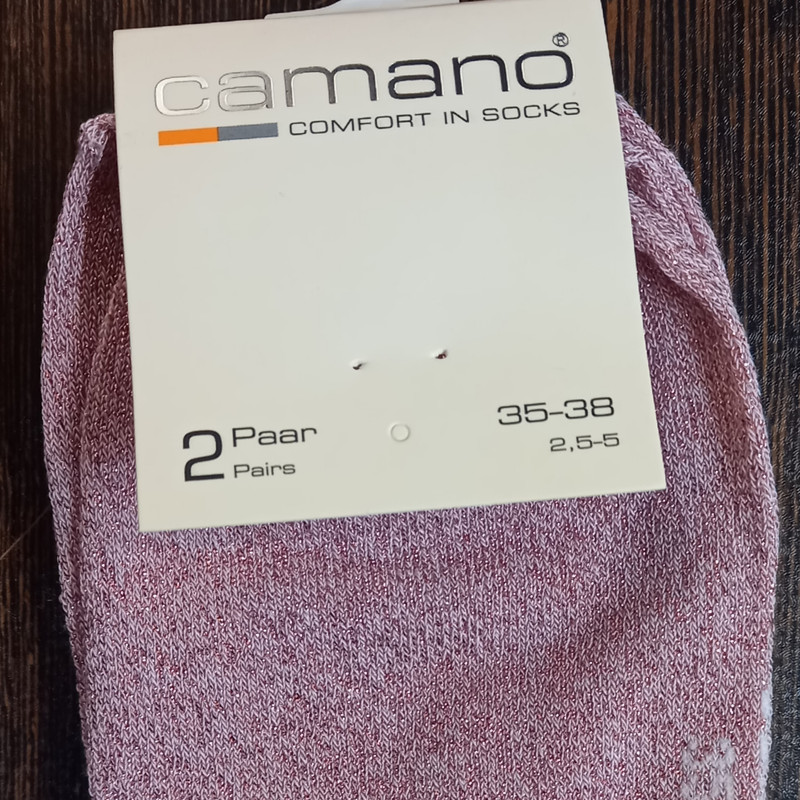 camano®
COMFORT IN SOCKS
2 Paar
Pairs
35-38
2,5-5